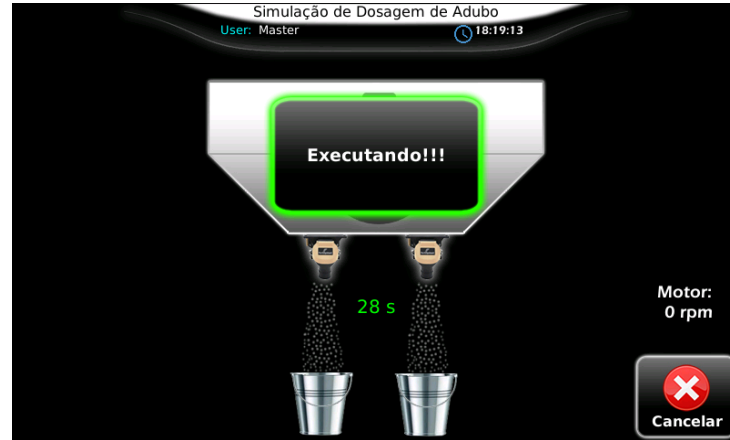 Simulação de Dosagem de Adubo
User: Master
18:19:13
Executando!!!
28 s
Motor:
0 rpm
Cancelar